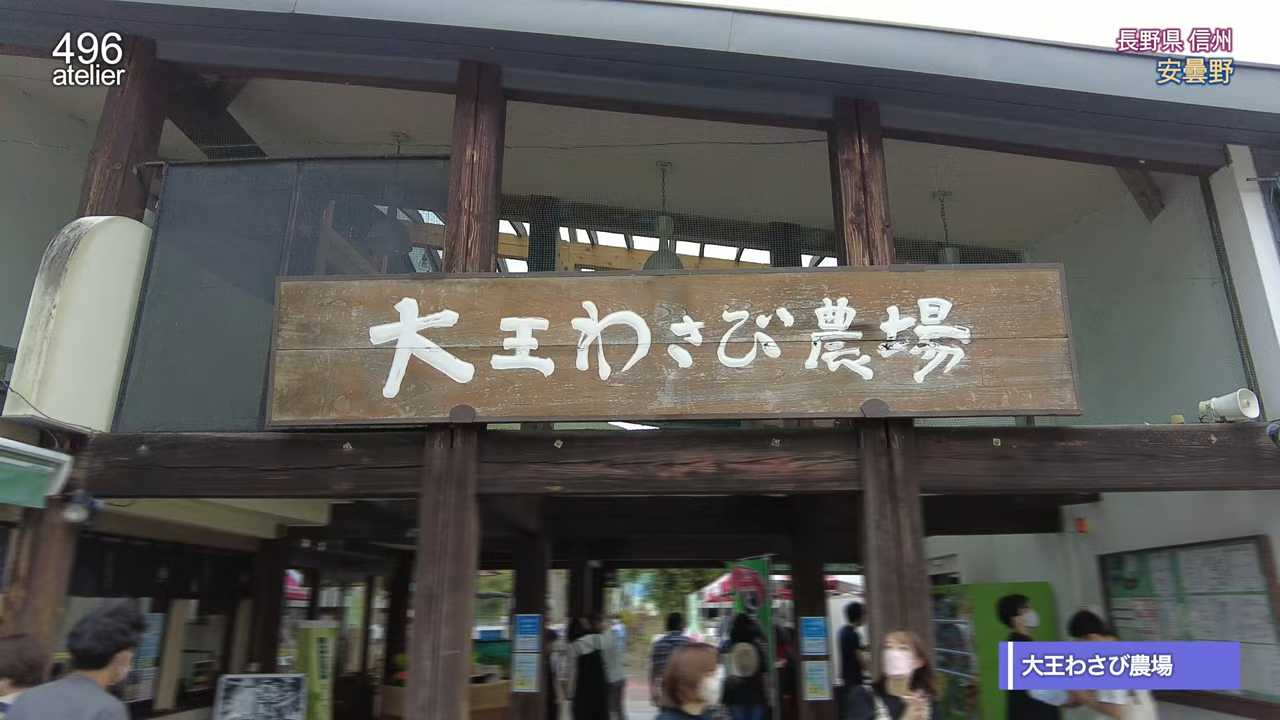 496
atelier
長野県 信州
安曇野
大王わさび農場
大王わさび農場